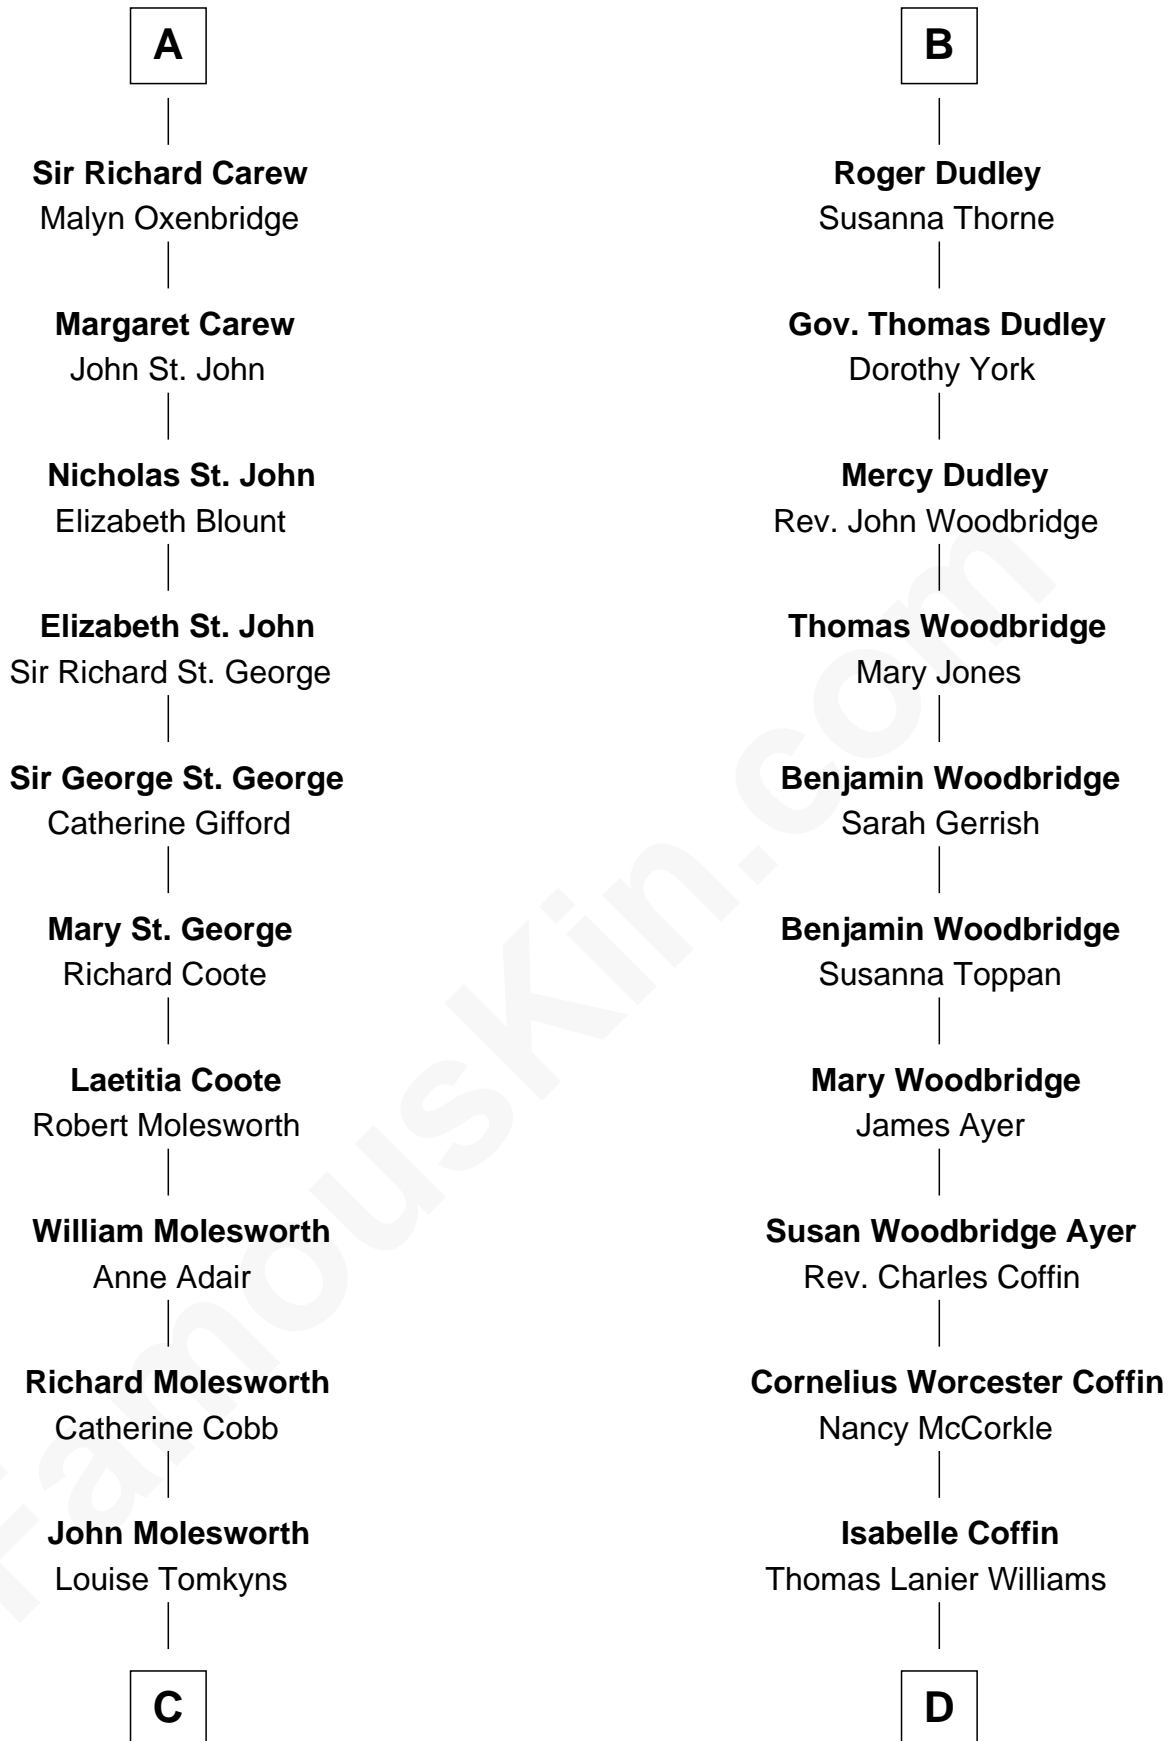 A
Sir Richard Carew
Malyn Oxenbridge
Margaret Carew
John St. John
Nicholas St. John
Elizabeth Blount
Elizabeth St. John
Sir Richard St. George
Sir George St. George
Catherine Gifford
Mary St. George
Richard Coote
Laetitia Coote
Robert Molesworth
William Molesworth
Anne Adair
Richard Molesworth
Catherine Cobb
John Molesworth
Louise Tomkyns
C
B
Roger Dudley
Susanna Thorne
Gov. Thomas Dudley
Dorothy York
Mercy Dudley
Rev. John Woodbridge
Thomas Woodbridge
Mary Jones
Benjamin Woodbridge
Sarah Gerrish
Benjamin Woodbridge
Susanna Toppan
Mary Woodbridge
James Ayer
Susan Woodbridge Ayer
Rev. Charles Coffin
Cornelius Worcester Coffin
Nancy McCorkle
Isabelle Coffin
Thomas Lanier Williams
D
FamousKin.com